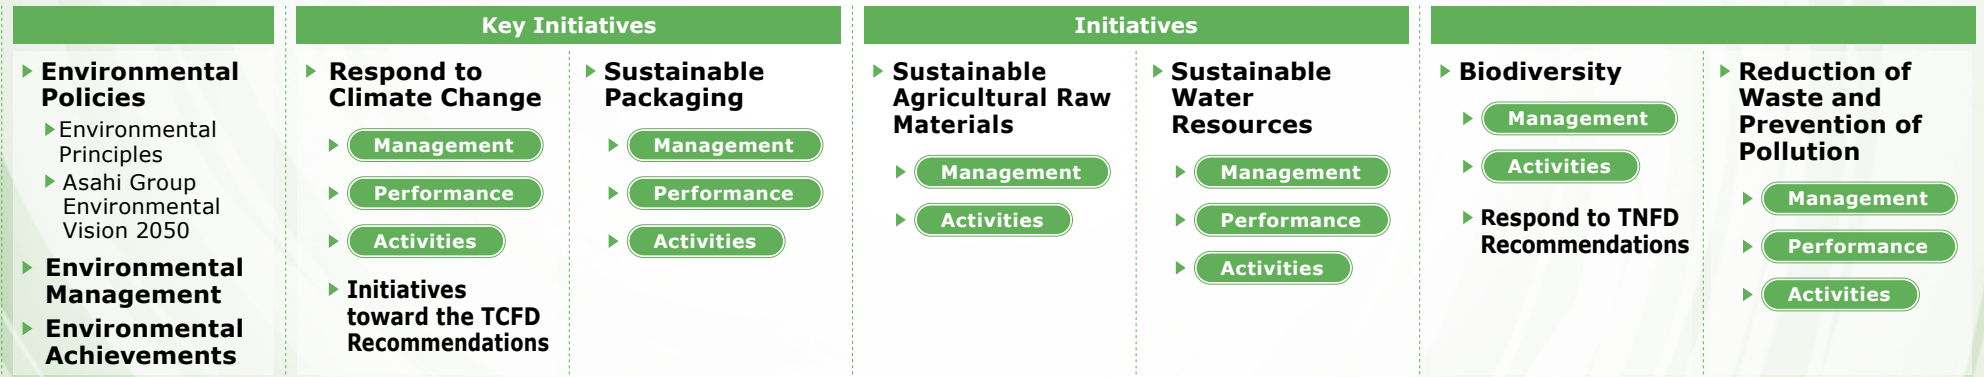 Environmental
Policies
Environmental
Principles
Asahi Group
Environmental
Vision 2050
Environmental
Management
Environmental
Achievements
Key Initiatives
Respond to
Climate Change
Management
Performance
Activities
Initiatives
toward the TCFD
Recommendations
Sustainable
Packaging
Management
Performance
Activities
Initiatives
Sustainable
Agricultural Raw
Materials
Management
Activities
Sustainable
Water
Resources
Management
Performance
Activities
Biodiversity
Management
Activities
Respond to TNFD
Recommendations
Reduction of
Waste and
Prevention of
Pollution
Management
Performance
Activities